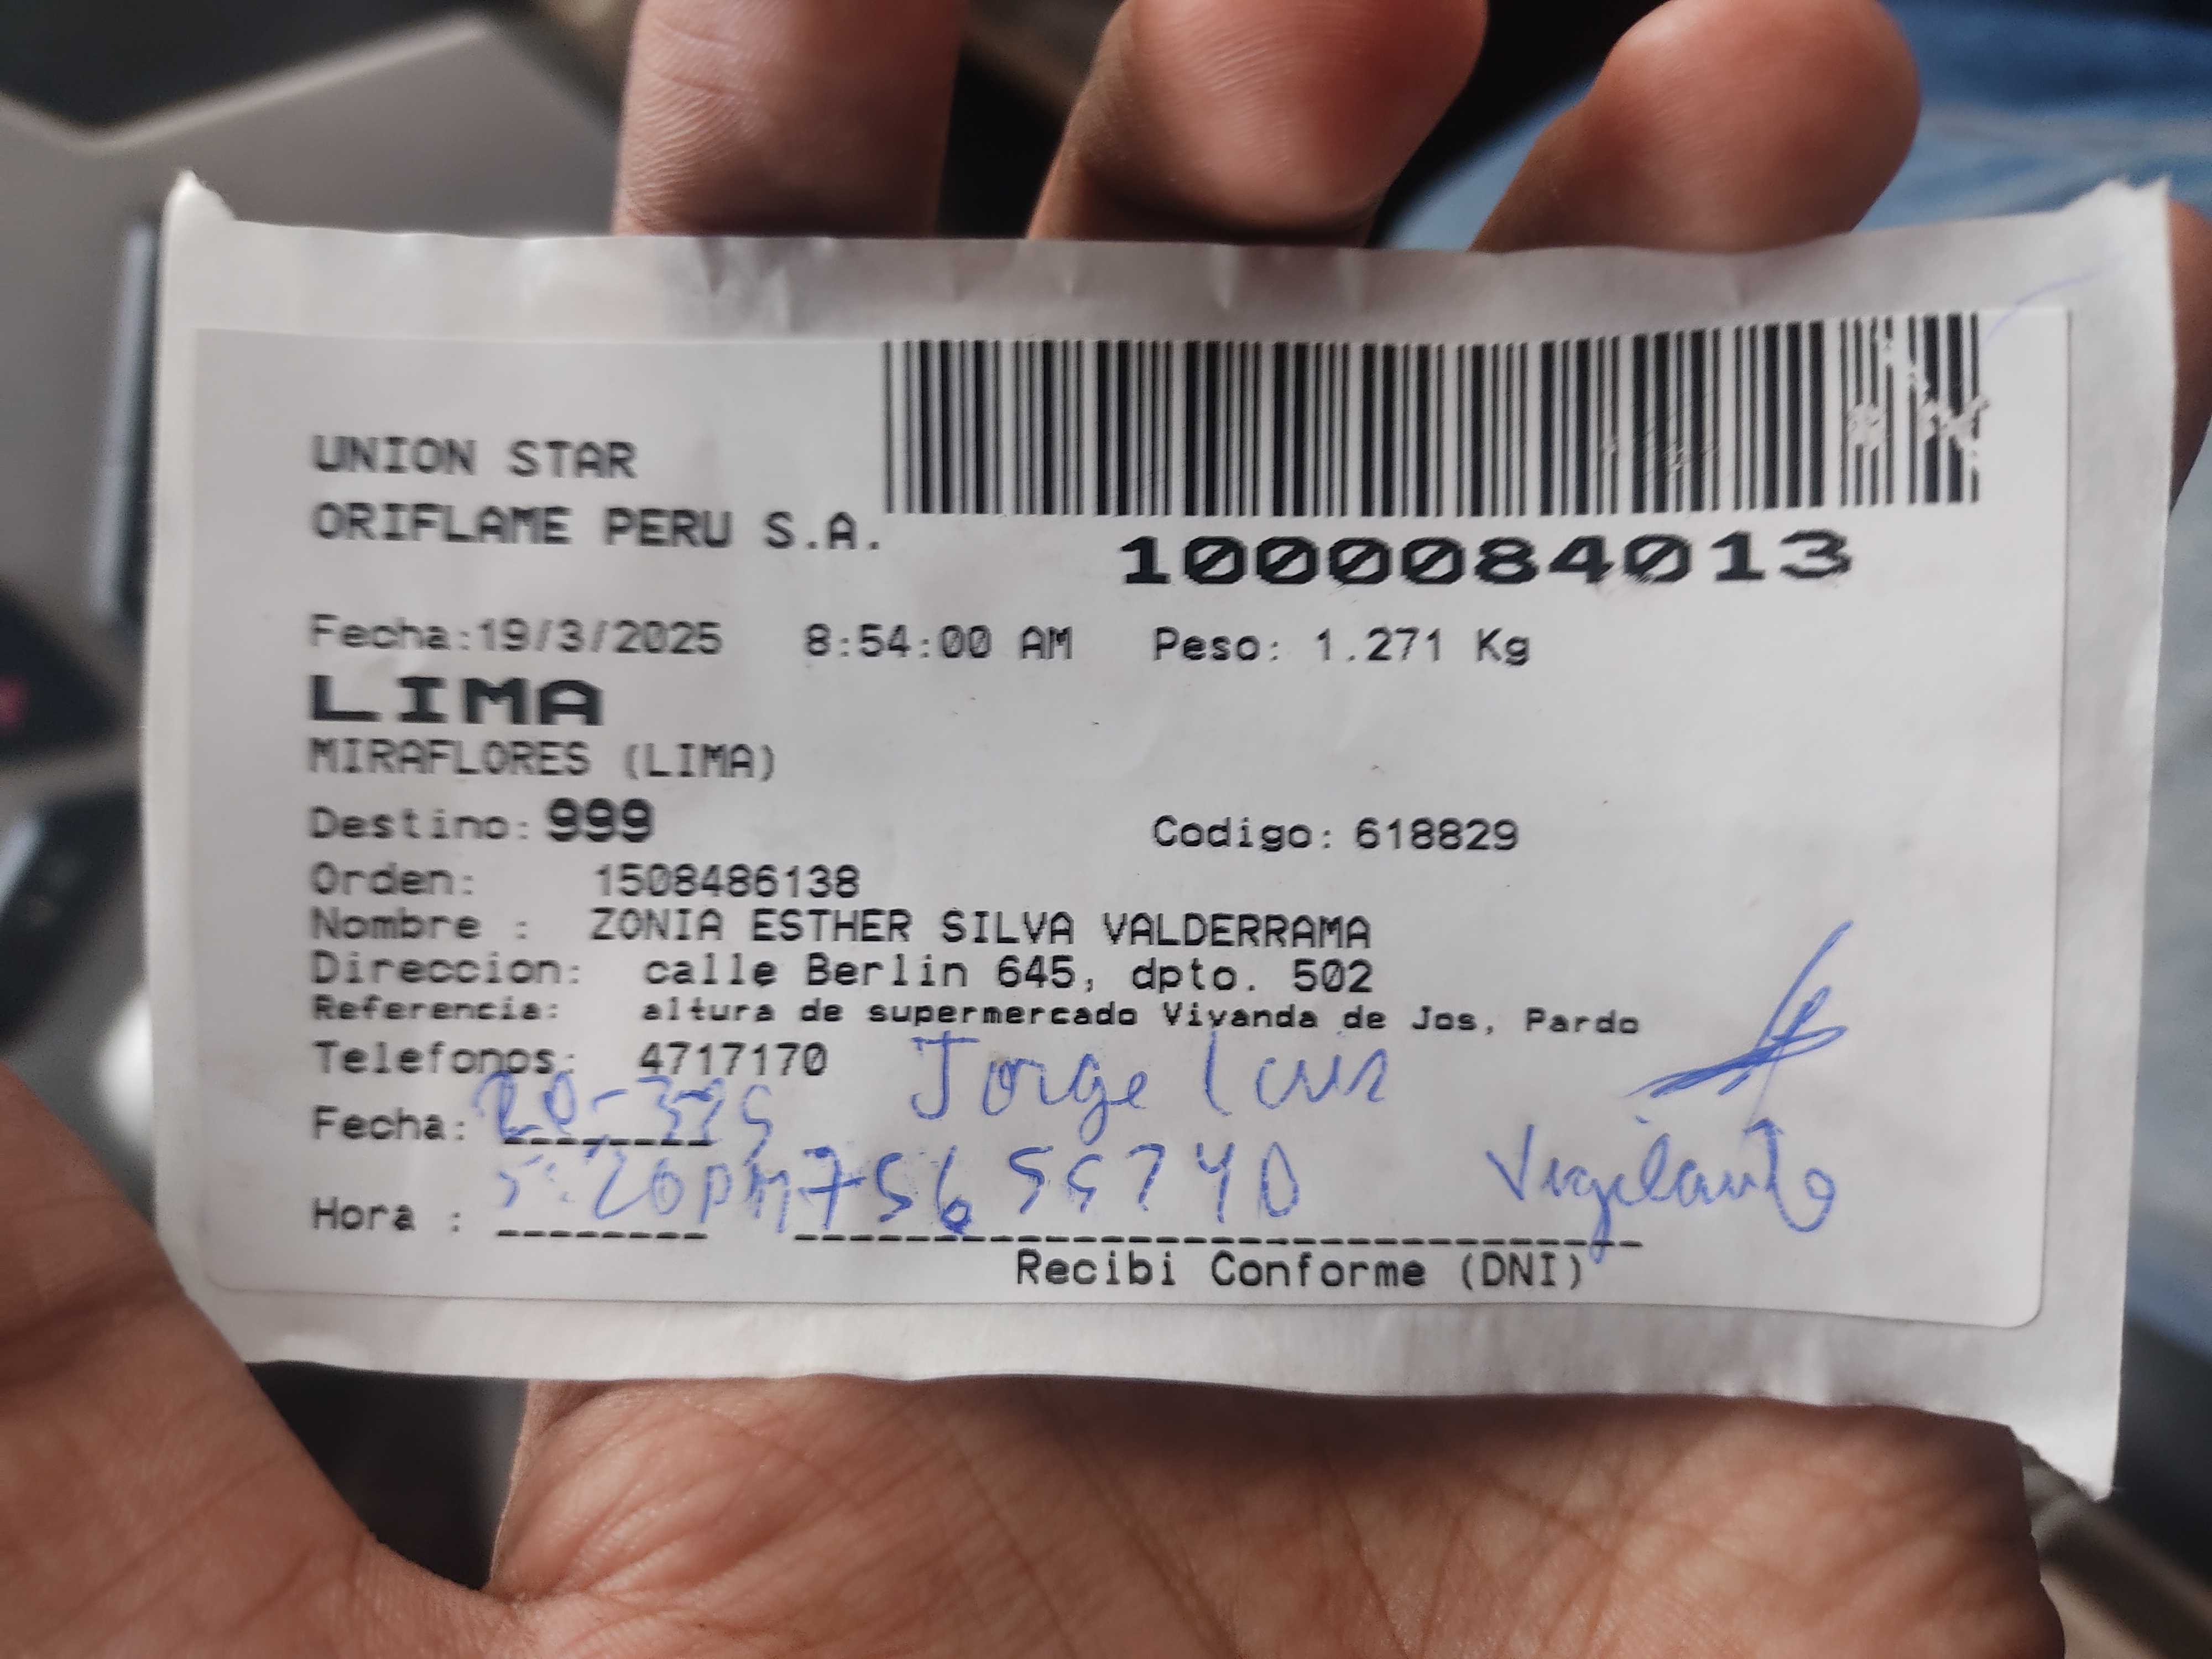 UNION STAR
ORIFLAME PERU S.A.
1000084013
Fecha:19/3/2025 8:54:00 AM Peso: 1.271 Kg
LIMA
MIRAFLORES (LIMA)
Destino: 999 Codigo: 618829
Orden: 1508486138
Nombre : ZONIA ESTHER SILVA VALDERRAMA
Direccion: calle Berlin 645, dpto. 502
Referencia: altura de supermercado Vivanda de Jos, Pardo
Telefonos: 4717170 Jorge Luis
Fecha:
Hora : 5:20pm Vigilante
Recibi Conforme (DNI)